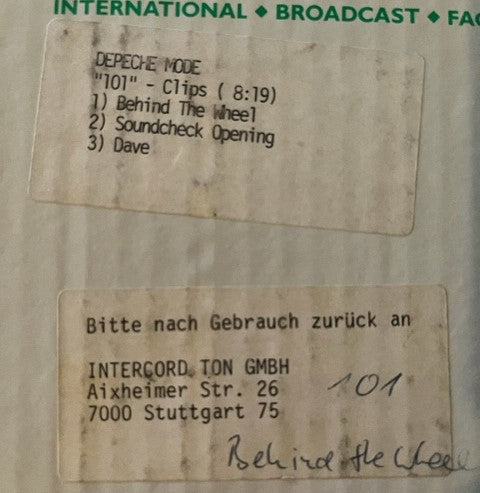 INTERNATIONAL ◆ BROADCAST ◆ FAC
DEPECHE MODE
"101" - Clips ( 8:19)
1) Behind The Wheel
2) Soundcheck Opening
3) Dave
Bitte nach Gebrauch zurück an
INTERCORD TON GMBH
Aixheimer Str. 26
7000 Stuttgart 75
101
Behind the Wheel